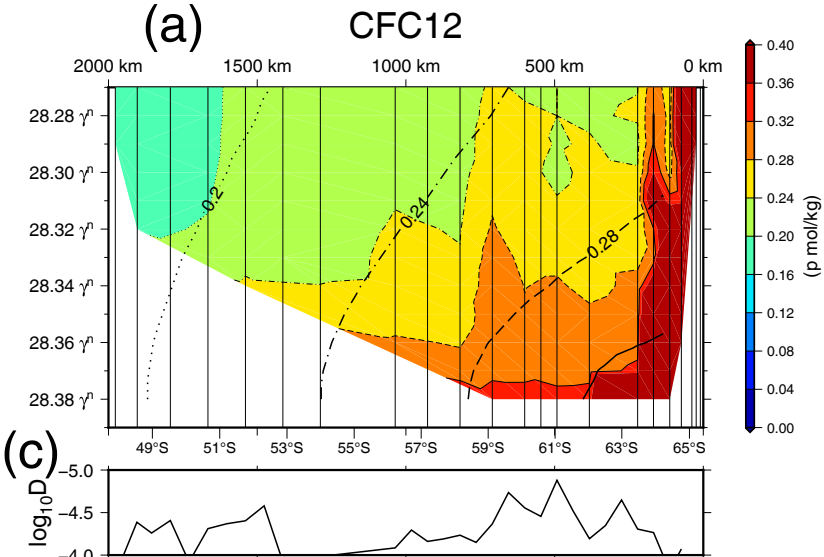 (a) CFC12
2000 km 1500 km 1000 km 500 km 0 km
28.28 γⁿ
28.30 γⁿ
28.32 γⁿ
28.34 γⁿ
28.36 γⁿ
28.38 γⁿ
0.2
0.24
0.28
49°S 51°S 53°S 55°S 57°S 59°S 61°S 63°S 65°S
0.40
0.36
0.32
0.28
0.24
0.20
0.16
0.12
0.08
0.04
0.00
(p mol/kg)
(c)
−5.0
−4.5
−4.0
log₁₀D